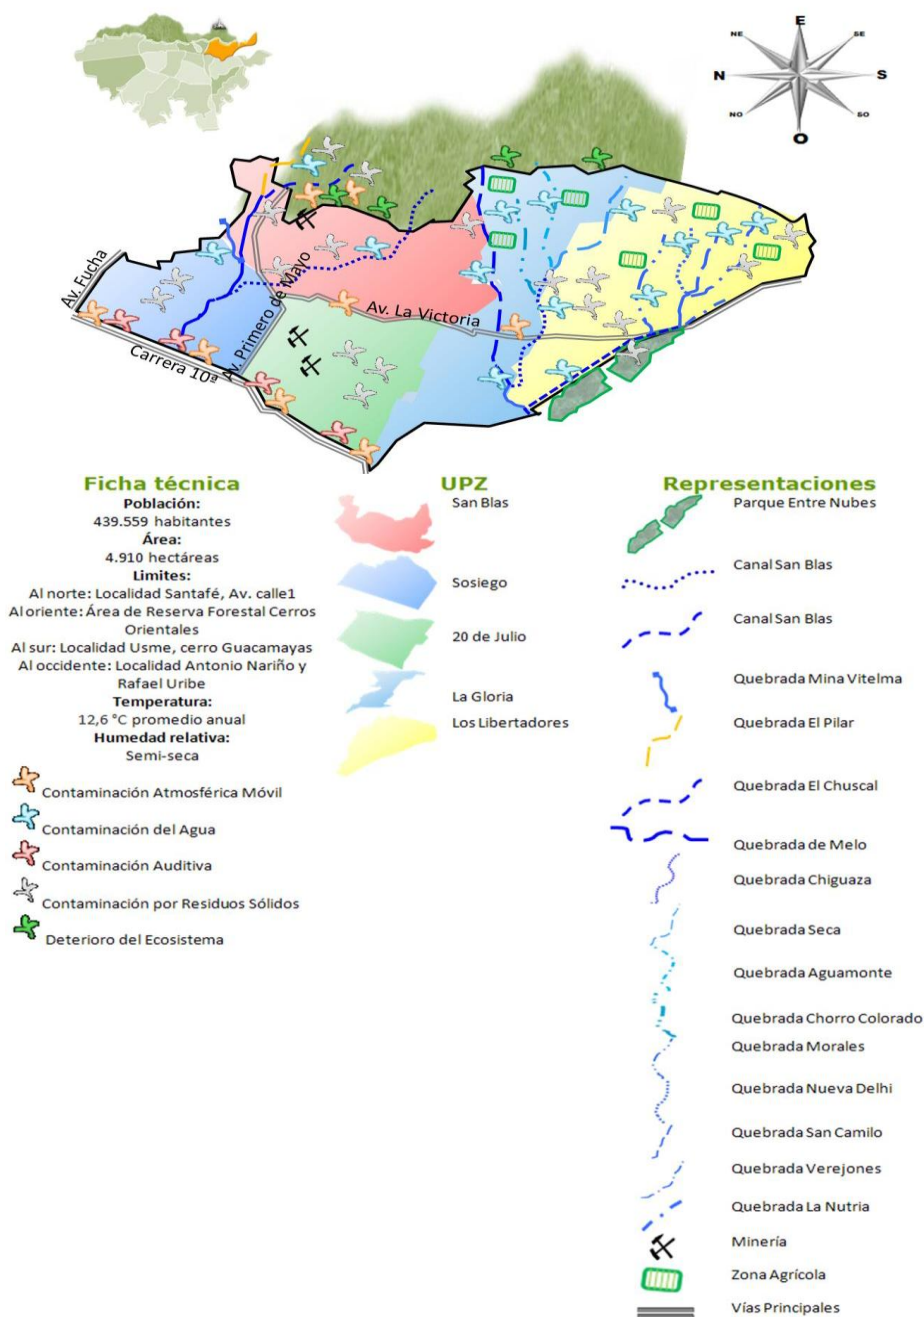 E
NE
SE
N
S
NO
SO
O
Av. Fucha
Av. Primero de Mayo
Av. La Victoria
Carrera 10ª
Ficha técnica
Población:
439.559 habitantes
Área:
4.910 hectáreas
Limites:
Al norte: Localidad Santafé, Av. calle1
Al oriente: Área de Reserva Forestal Cerros
Orientales
Al sur: Localidad Usme, cerro Guacamayas
Al occidente: Localidad Antonio Nariño y
Rafael Uribe
Temperatura:
12,6 °C promedio anual
Humedad relativa:
Semi-seca
Contaminación Atmosférica Móvil
Contaminación del Agua
Contaminación Auditiva
Contaminación por Residuos Sólidos
Deterioro del Ecosistema
UPZ
San Blas
Sosiego
20 de Julio
La Gloria
Los Libertadores
Representaciones
Parque Entre Nubes
Canal San Blas
Canal San Blas
Quebrada Mina Vitelma
Quebrada El Pilar
Quebrada El Chuscal
Quebrada de Melo
Quebrada Chiguaza
Quebrada Seca
Quebrada Aguamonte
Quebrada Chorro Colorado
Quebrada Morales
Quebrada Nueva Delhi
Quebrada San Camilo
Quebrada Verejones
Quebrada La Nutria
Minería
Zona Agrícola
Vías Principales